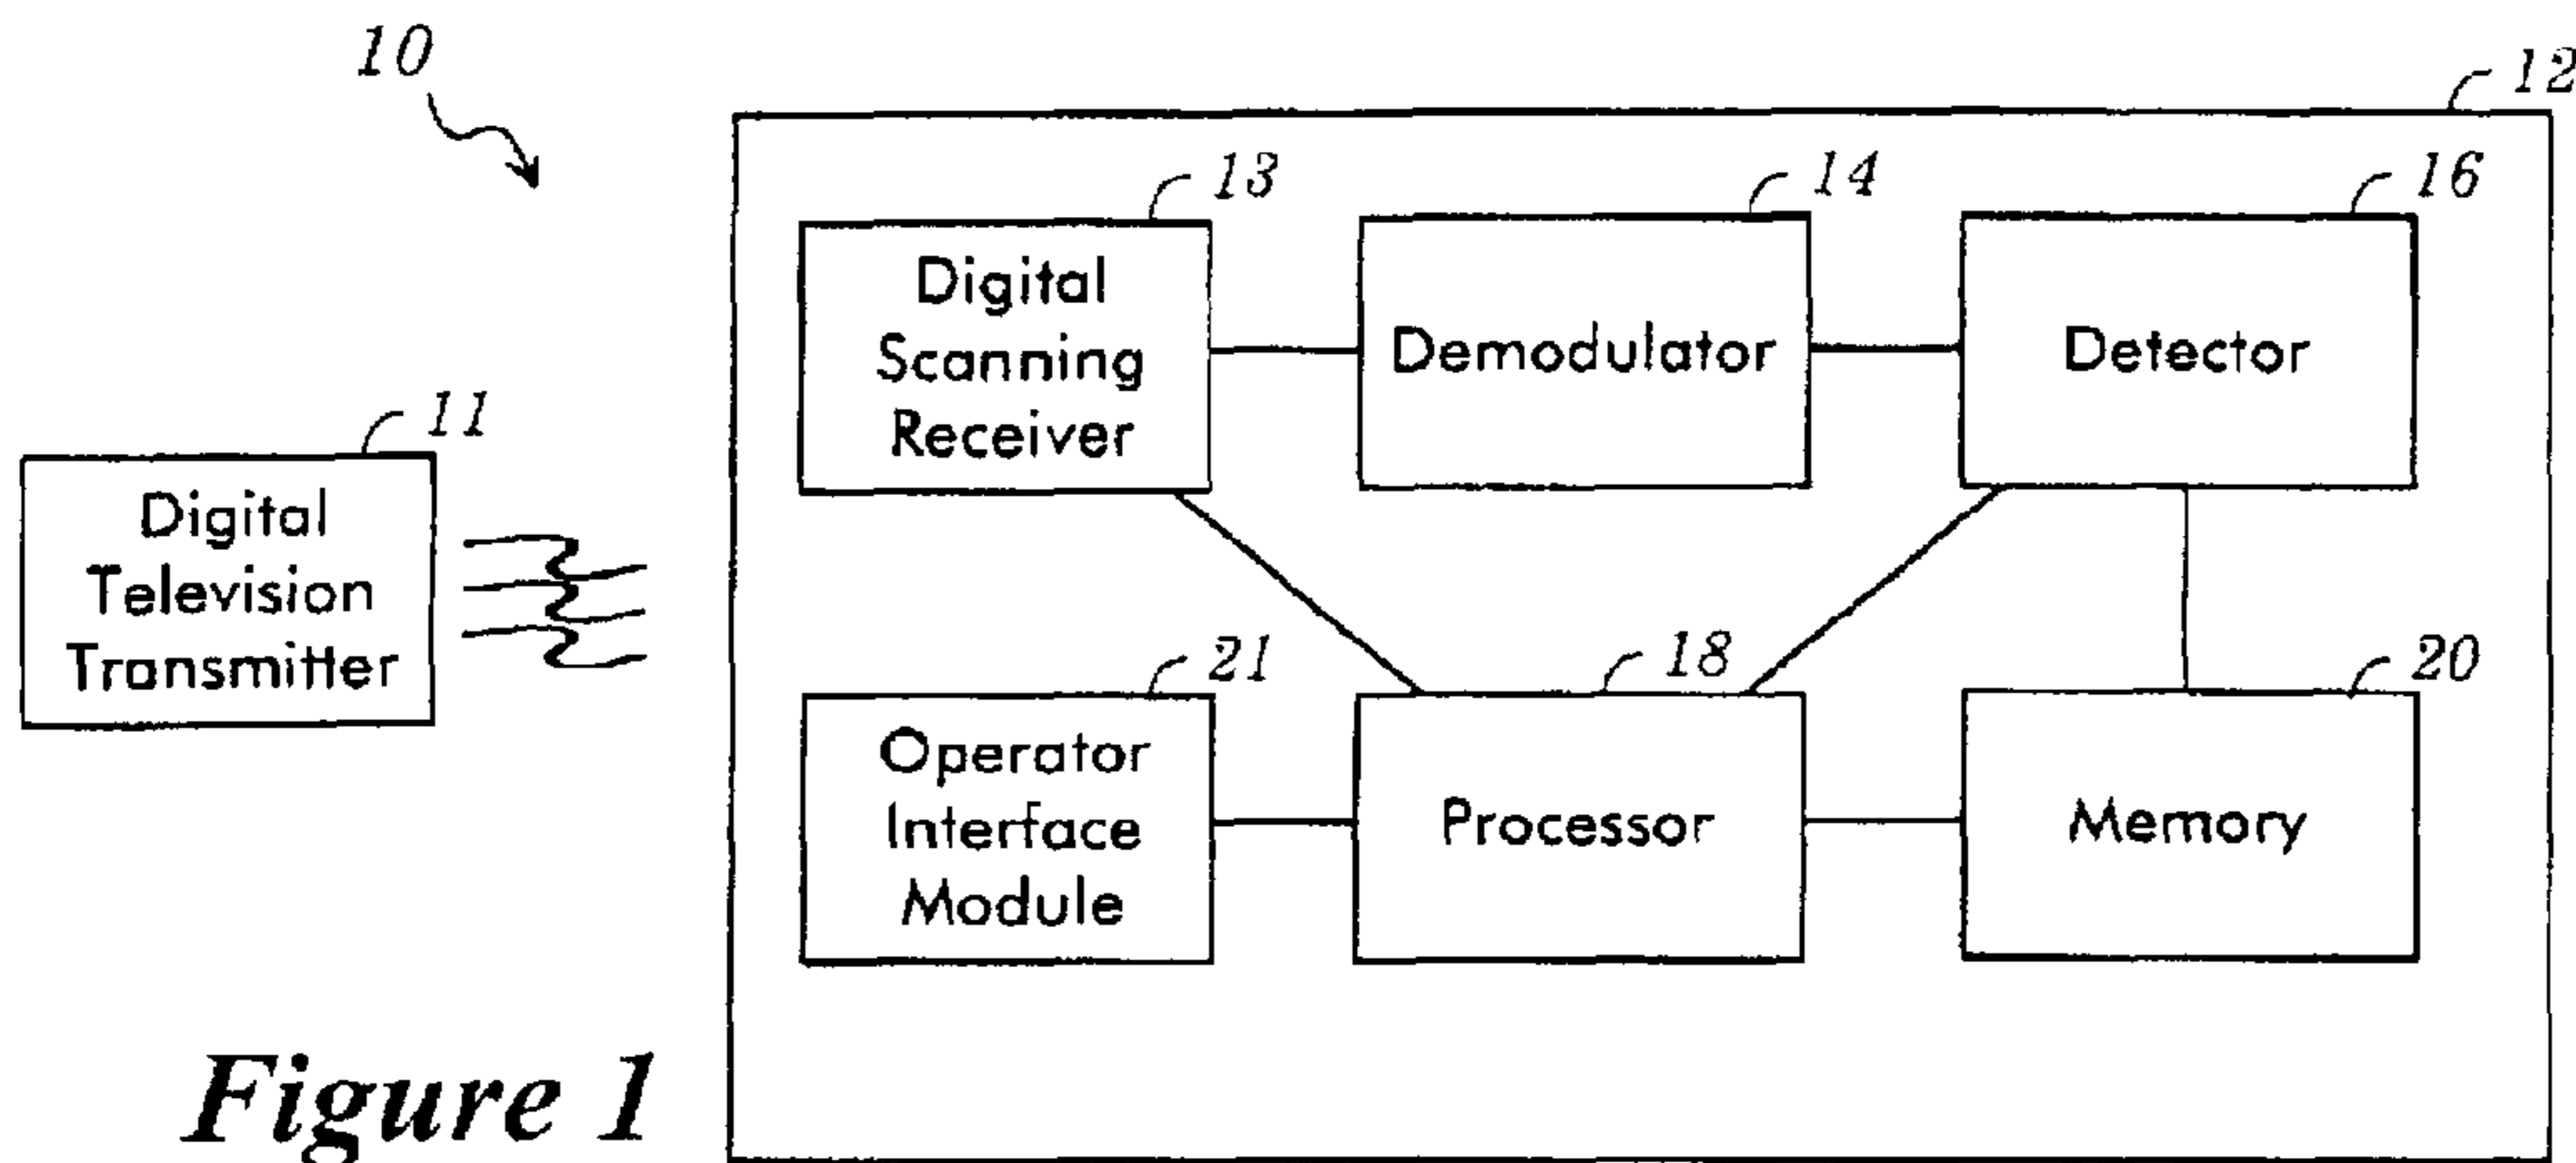 10
12
13
14
16
Digital
Scanning
Receiver
Demodulator
Detector
11
Digital
Television
Transmitter
21
18
20
Operator
Interface
Module
Processor
Memory
Figure 1